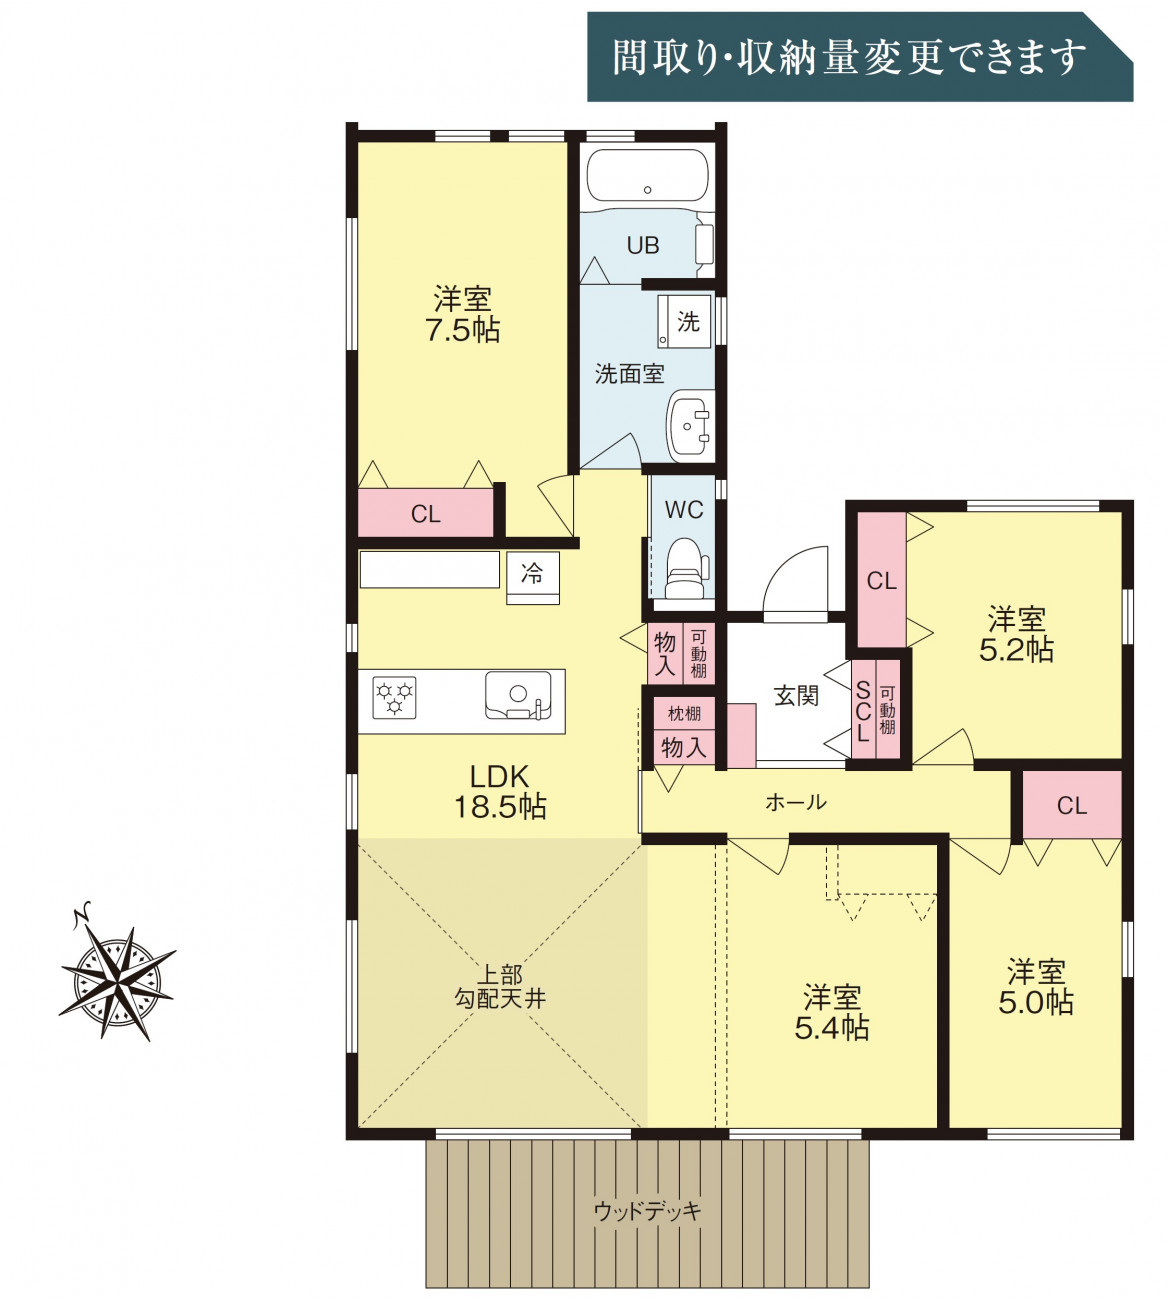 間取り・収納量変更できます
UB
洋室
7.5帖
洗
洗面室
CL
WC
冷
CL
洋室
5.2帖
物入
可動棚
玄関
SCL
可動棚
枕棚
物入
LDK
18.5帖
ホール
CL
N
上部
勾配天井
洋室
5.4帖
洋室
5.0帖
ウッドデッキ